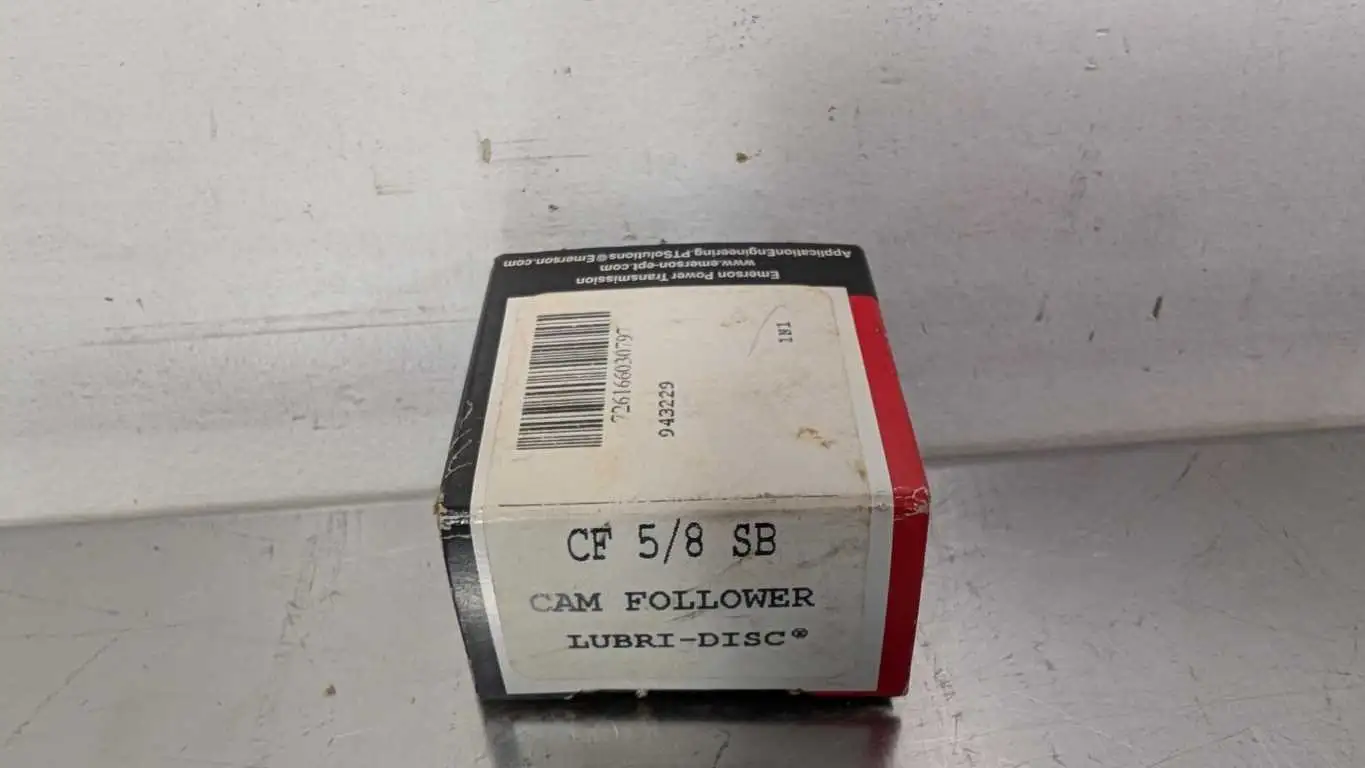 ApplicationEngineering.PTSolutions@Emerson.com
www.emerson-ept.com
Emerson Power Transmission
726166030797
943229
1N1
CF 5/8 SB
CAM FOLLOWER
LUBRI-DISC®